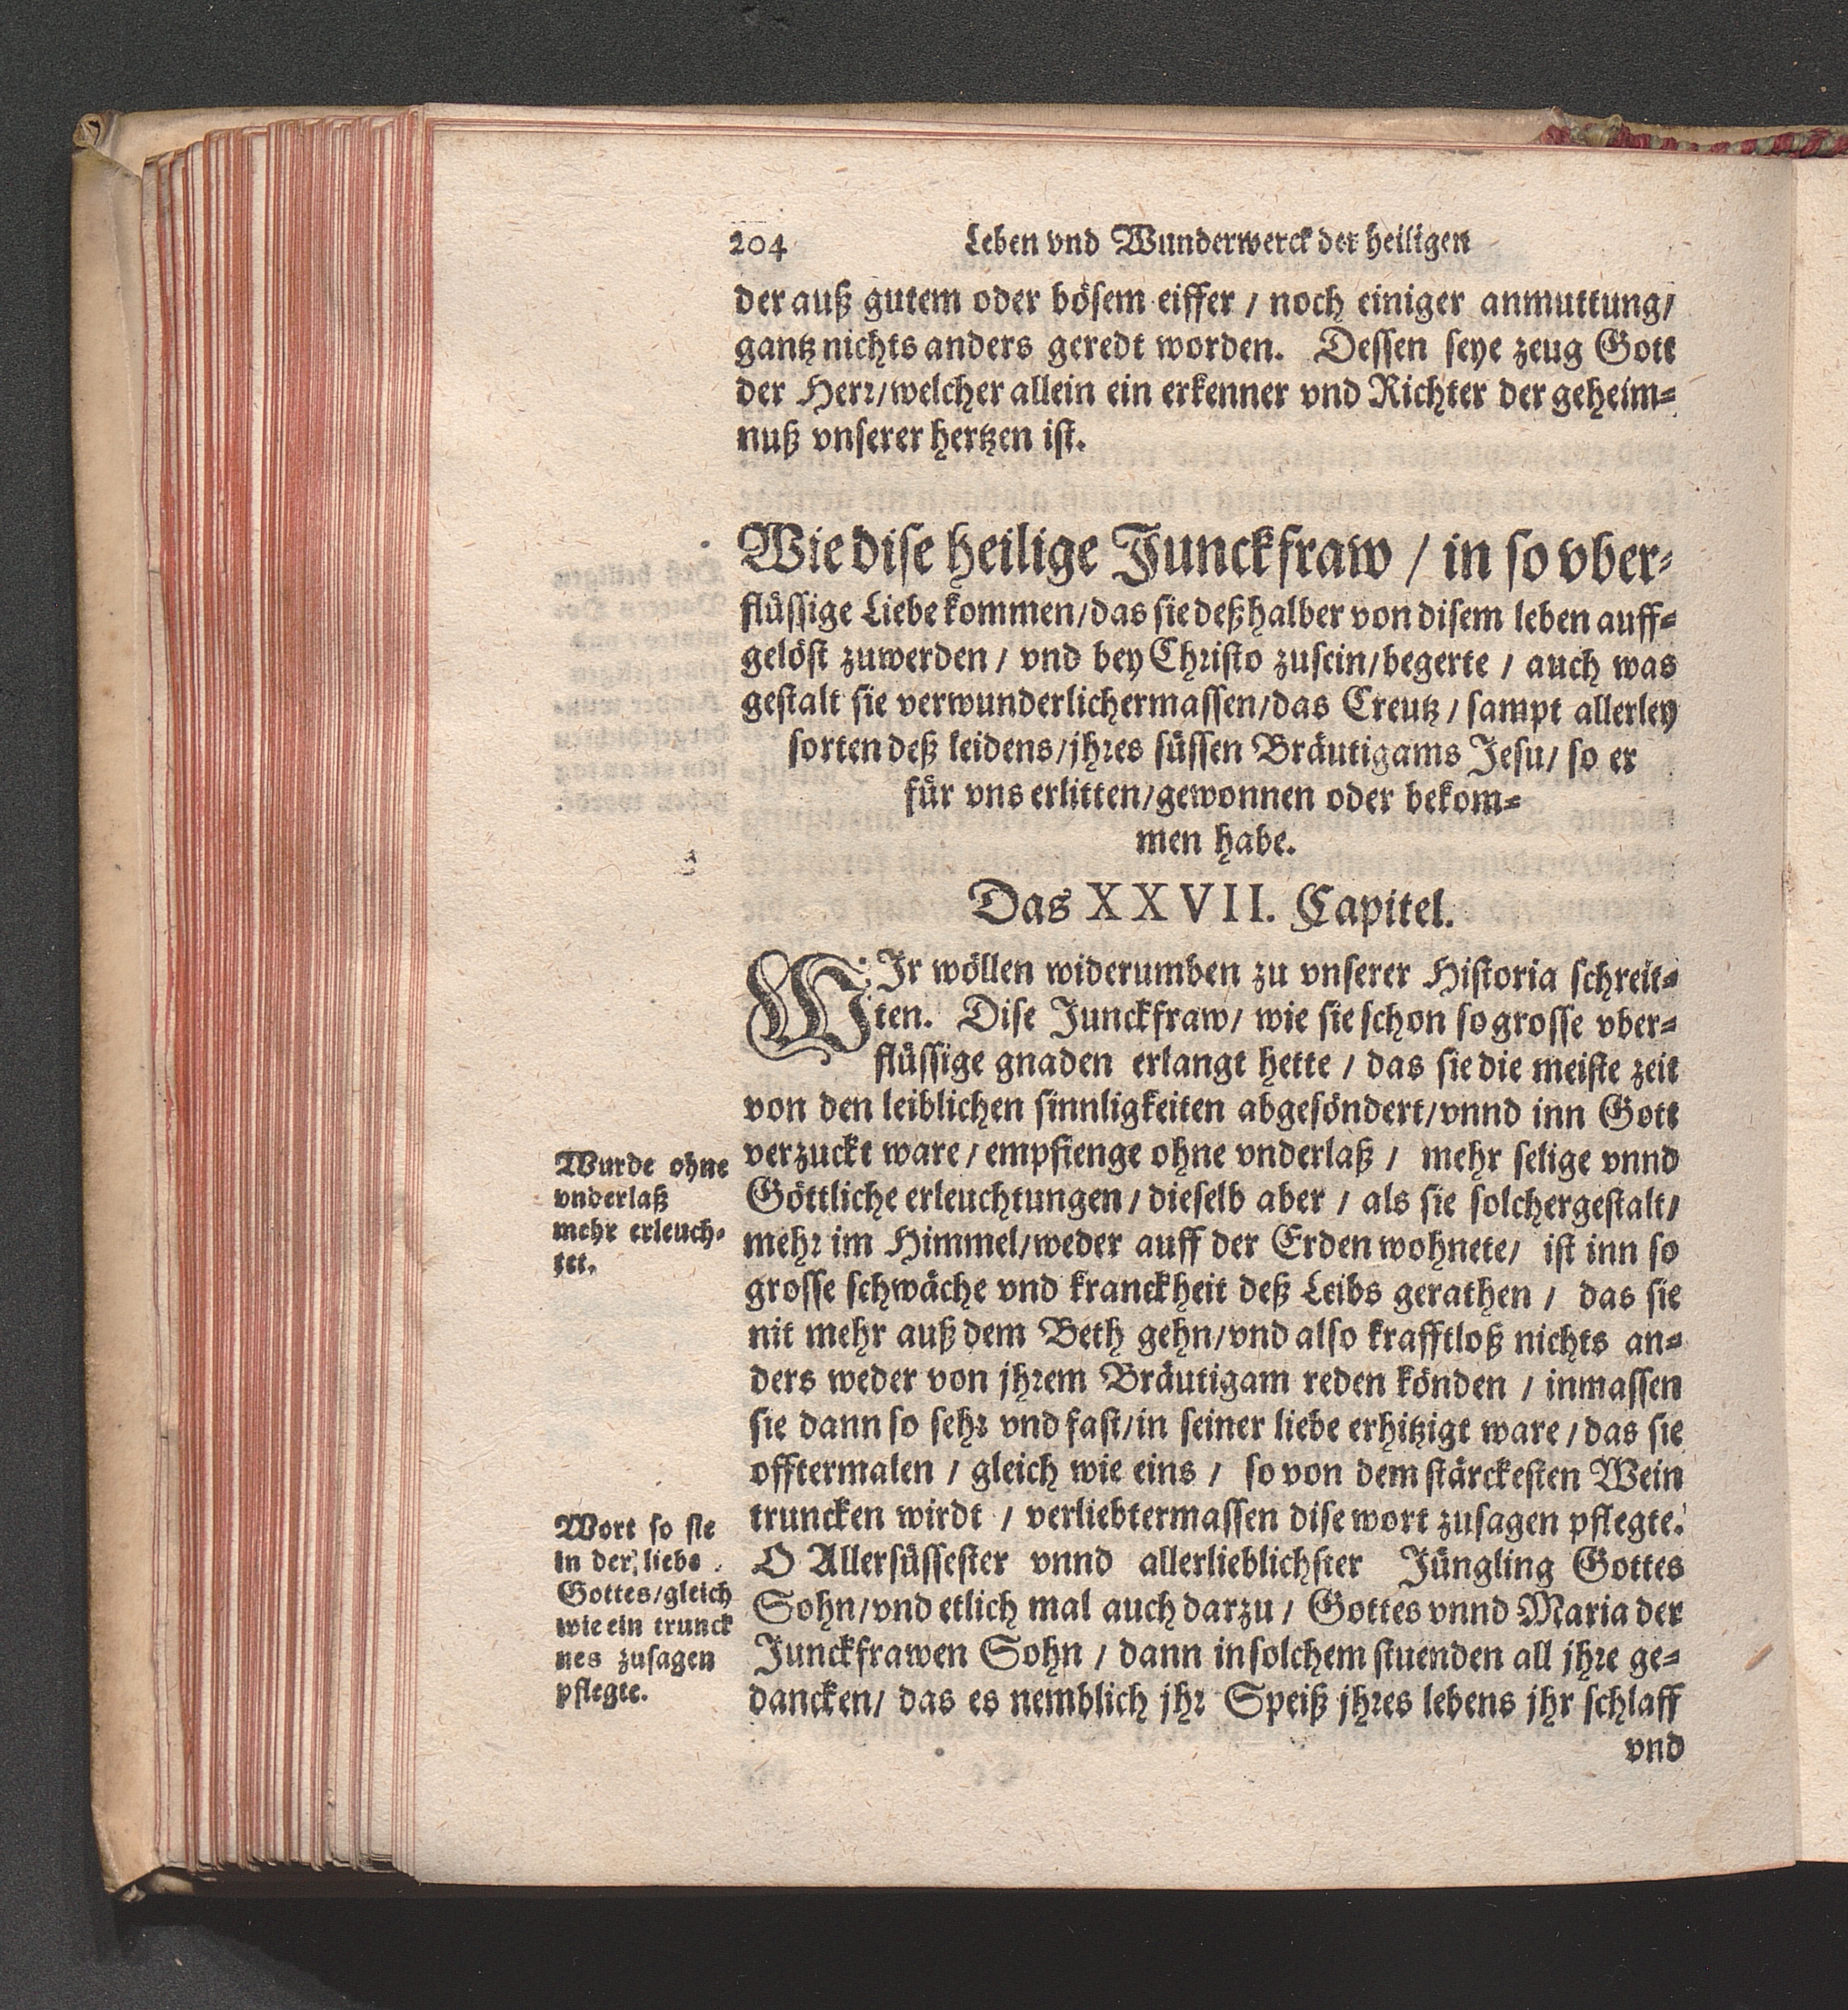 204 Leben vnd Wunderwerck der heiligen
der auß gutem oder bösem eiffer / noch einiger anmuttung/
gantz nichts anders geredt worden. Dessen seye zeug Gott
der Herr/welcher allein ein erkenner vnd Richter der geheim-
nuß vnserer hertzen ist.
Wie dise heilige Junckfraw / in so vber-
flüssige Liebe kommen/das sie deßhalber von disem leben auff-
gelöst zuwerden / vnd bey Christo zusein/begerte / auch was
gestalt sie verwunderlichermassen/das Creutz / sampt allerley
sorten deß leidens/jhres süssen Bräutigams Jesu/ so er
für vns erlitten/gewonnen oder bekom-
men habe.
Das XXVII. Capitel.
WIr wöllen widerumben zu vnserer Historia schreit-
ten. Dise Junckfraw/ wie sie schon so grosse vber-
flüssige gnaden erlangt hette / das sie die meiste zeit
von den leiblichen sinnligkeiten abgesöndert/vnnd inn Gott
verzuckt ware / empfienge ohne vnderlaß / mehr selige vnnd
Göttliche erleuchtungen / dieselb aber / als sie solchergestalt/
mehr im Himmel/weder auff der Erden wohnete/ ist inn so
grosse schwäche vnd kranckheit deß Leibs gerathen / das sie
nit mehr auß dem Beth gehn/vnd also krafftloß nichts an-
ders weder von jhrem Bräutigam reden könden / inmassen
sie dann so sehr vnd fast/in seiner liebe erhitzigt ware / das sie
offtermalen / gleich wie eins / so von dem stärckesten Wein
truncken wirdt / verliebtermassen dise wort zusagen pflegte.
O Allersüssester vnnd allerlieblichster Jüngling Gottes
Sohn/vnd etlich mal auch darzu / Gottes vnnd Maria der
Junckfrawen Sohn / dann in solchem stuenden all jhre ge-
dancken/ das es nemblich jhr Speiß jhres lebens jhr schlaff
vnd
Wurde ohne
vnderlaß
mehr erleuch-
tet.
Wort so sie
in der liebe
Gottes/gleich
wie ein trunck
nes zusagen
pflegte.